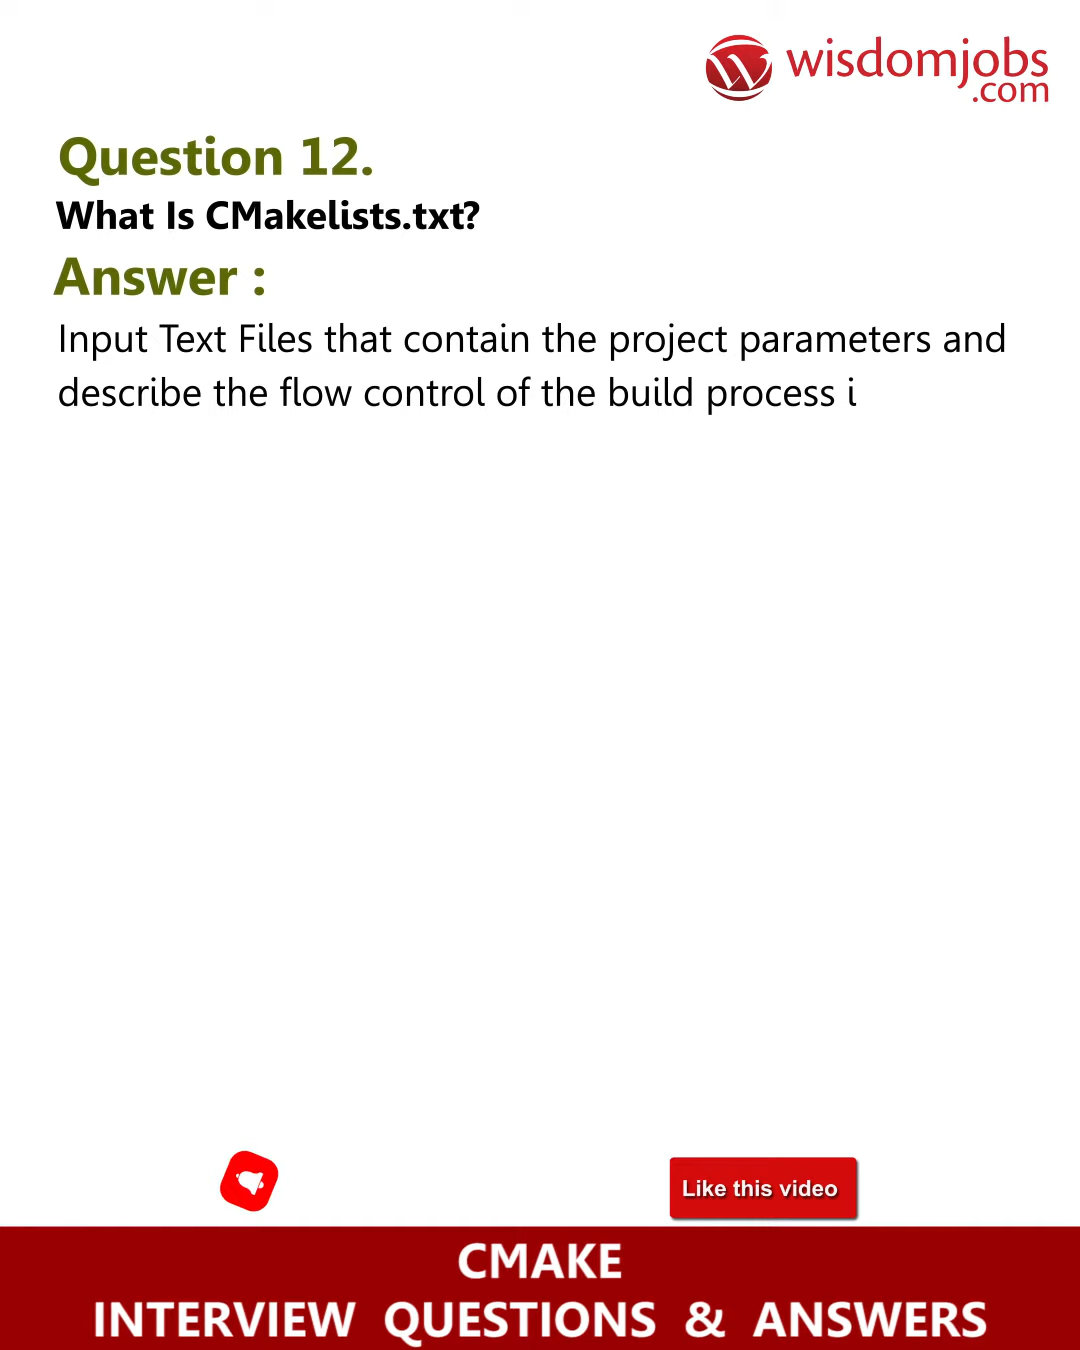 wisdomjobs
.com
Question 12.
What Is CMakelists.txt?
Answer :
Input Text Files that contain the project parameters and
describe the flow control of the build process i
Like this video
CMAKE
INTERVIEW QUESTIONS & ANSWERS